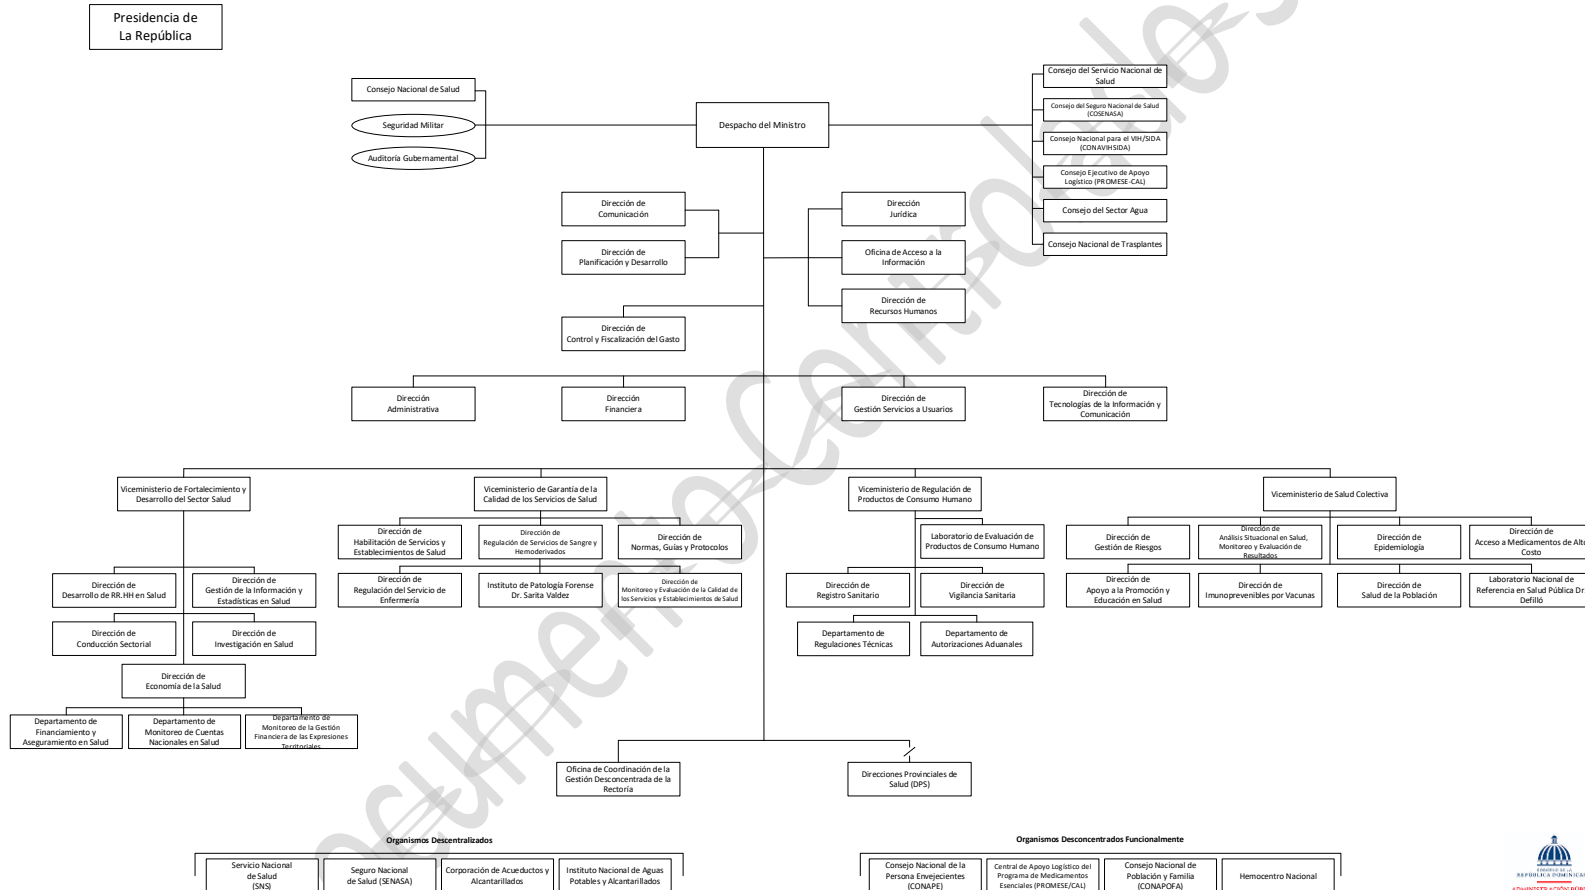 Presidencia de
La República
Consejo Nacional de Salud
Seguridad Militar
Auditoría Gubernamental
Despacho del Ministro
Consejo del Servicio Nacional de
Salud
Consejo del Seguro Nacional de Salud
(COSENASA)
Consejo Nacional para el VIH/SIDA
(CONAVIHSIDA)
Consejo Ejecutivo de Apoyo
Logístico (PROMESE-CAL)
Consejo del Sector Agua
Consejo Nacional de Trasplantes
Dirección de
Comunicación
Dirección
Jurídica
Dirección de
Planificación y Desarrollo
Oficina de Acceso a la
Información
Dirección de
Recursos Humanos
Dirección de
Control y Fiscalización del Gasto
Dirección
Administrativa
Dirección
Financiera
Dirección de
Gestión Servicios a Usuarios
Dirección de
Tecnologías de la Información y
Comunicación
Viceministerio de Fortalecimiento y
Desarrollo del Sector Salud
Viceministerio de Garantía de la
Calidad de los Servicios de Salud
Viceministerio de Regulación de
Productos de Consumo Humano
Viceministerio de Salud Colectiva
Dirección de
Habilitación de Servicios y
Establecimientos de Salud
Dirección de
Regulación de Servicios de Sangre y
Hemoderivados
Dirección de
Normas, Guías y Protocolos
Laboratorio de Evaluación de
Productos de Consumo Humano
Dirección de
Gestión de Riesgos
Dirección de
Análisis Situacional en Salud,
Monitoreo y Evaluación de
Resultados
Dirección de
Epidemiología
Dirección de
Acceso a Medicamentos de Alto
Costo
Dirección de
Desarrollo de RR.HH en Salud
Dirección de
Gestión de la Información y
Estadísticas en Salud
Dirección de
Regulación del Servicio de
Enfermería
Instituto de Patología Forense
Dr. Sarita Valdez
Dirección de
Monitoreo y Evaluación de la Calidad de
los Servicios y Establecimientos de Salud
Dirección de
Registro Sanitario
Dirección de
Vigilancia Sanitaria
Dirección de
Apoyo a la Promoción y
Educación en Salud
Dirección de
Imunoprevenibles por Vacunas
Dirección de
Salud de la Población
Laboratorio Nacional de
Referencia en Salud Pública Dr.
Defilló
Dirección de
Conducción Sectorial
Dirección de
Investigación en Salud
Departamento de
Regulaciones Técnicas
Departamento de
Autorizaciones Aduanales
Dirección de
Economía de la Salud
Departamento de
Financiamiento y
Aseguramiento en Salud
Departamento de
Monitoreo de Cuentas
Nacionales en Salud
Departamento de
Monitoreo de la Gestión
Financiera de las Expresiones
Territoriales
Oficina de Coordinación de la
Gestión Desconcentrada de la
Rectoría
Direcciones Provinciales de
Salud (DPS)
Organismos Descentralizados
Organismos Desconcentrados Funcionalmente
Servicio Nacional
de Salud
(SNS)
Seguro Nacional
de Salud (SENASA)
Corporación de Acueductos y
Alcantarillados
Instituto Nacional de Aguas
Potables y Alcantarillados
Consejo Nacional de la
Persona Envejecientes
(CONAPE)
Central de Apoyo Logístico del
Programa de Medicamentos
Esenciales (PROMESE/CAL)
Consejo Nacional de
Población y Familia
(CONAPOFA)
Hemocentro Nacional
GOBIERNO DE LA
REPÚBLICA DOMINICANA
ADMINISTRACIÓN PÚBLICA